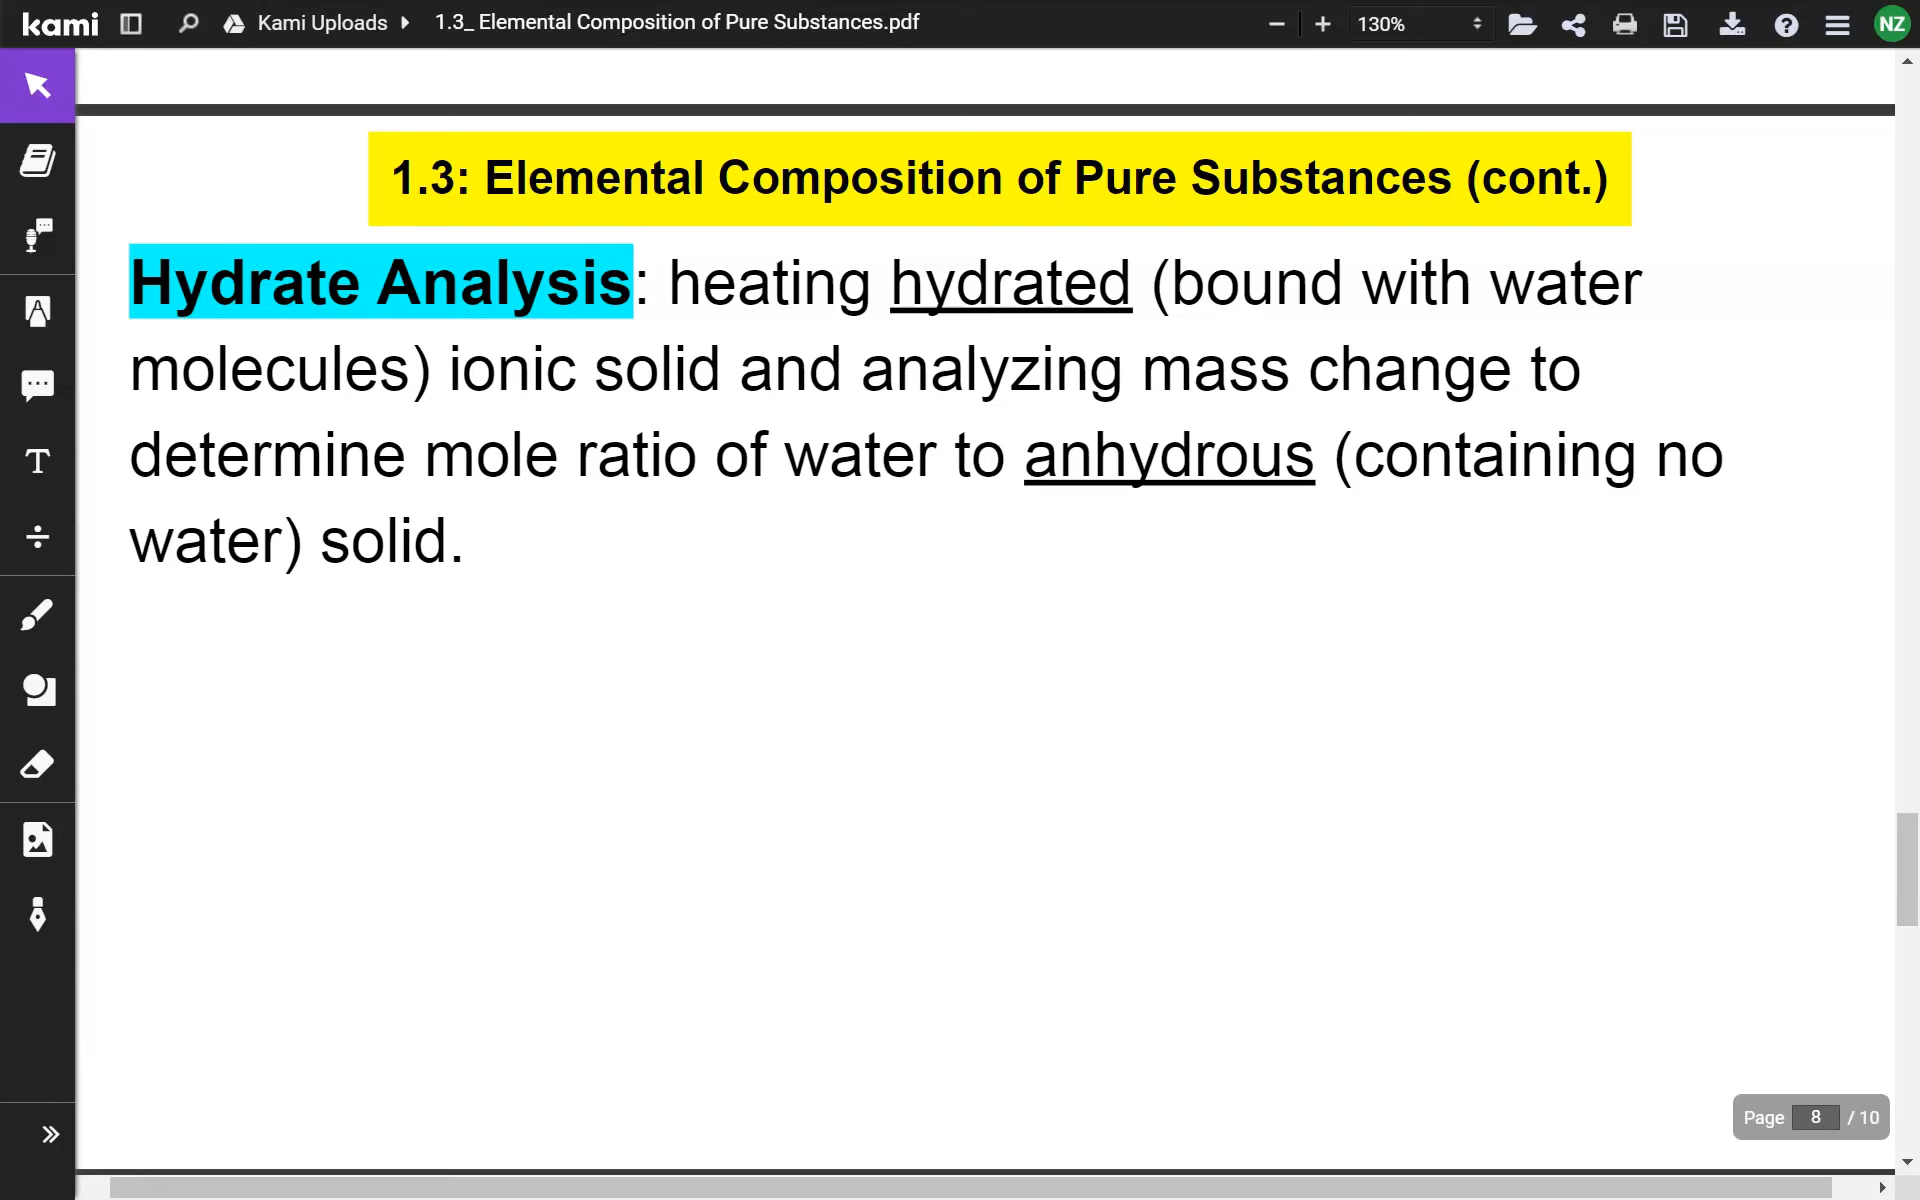 kami Kami Uploads 1.3_ Elemental Composition of Pure Substances.pdf 130% NZ
1.3: Elemental Composition of Pure Substances (cont.)
Hydrate Analysis: heating hydrated (bound with water
molecules) ionic solid and analyzing mass change to
determine mole ratio of water to anhydrous (containing no
water) solid.
Page 8 / 10